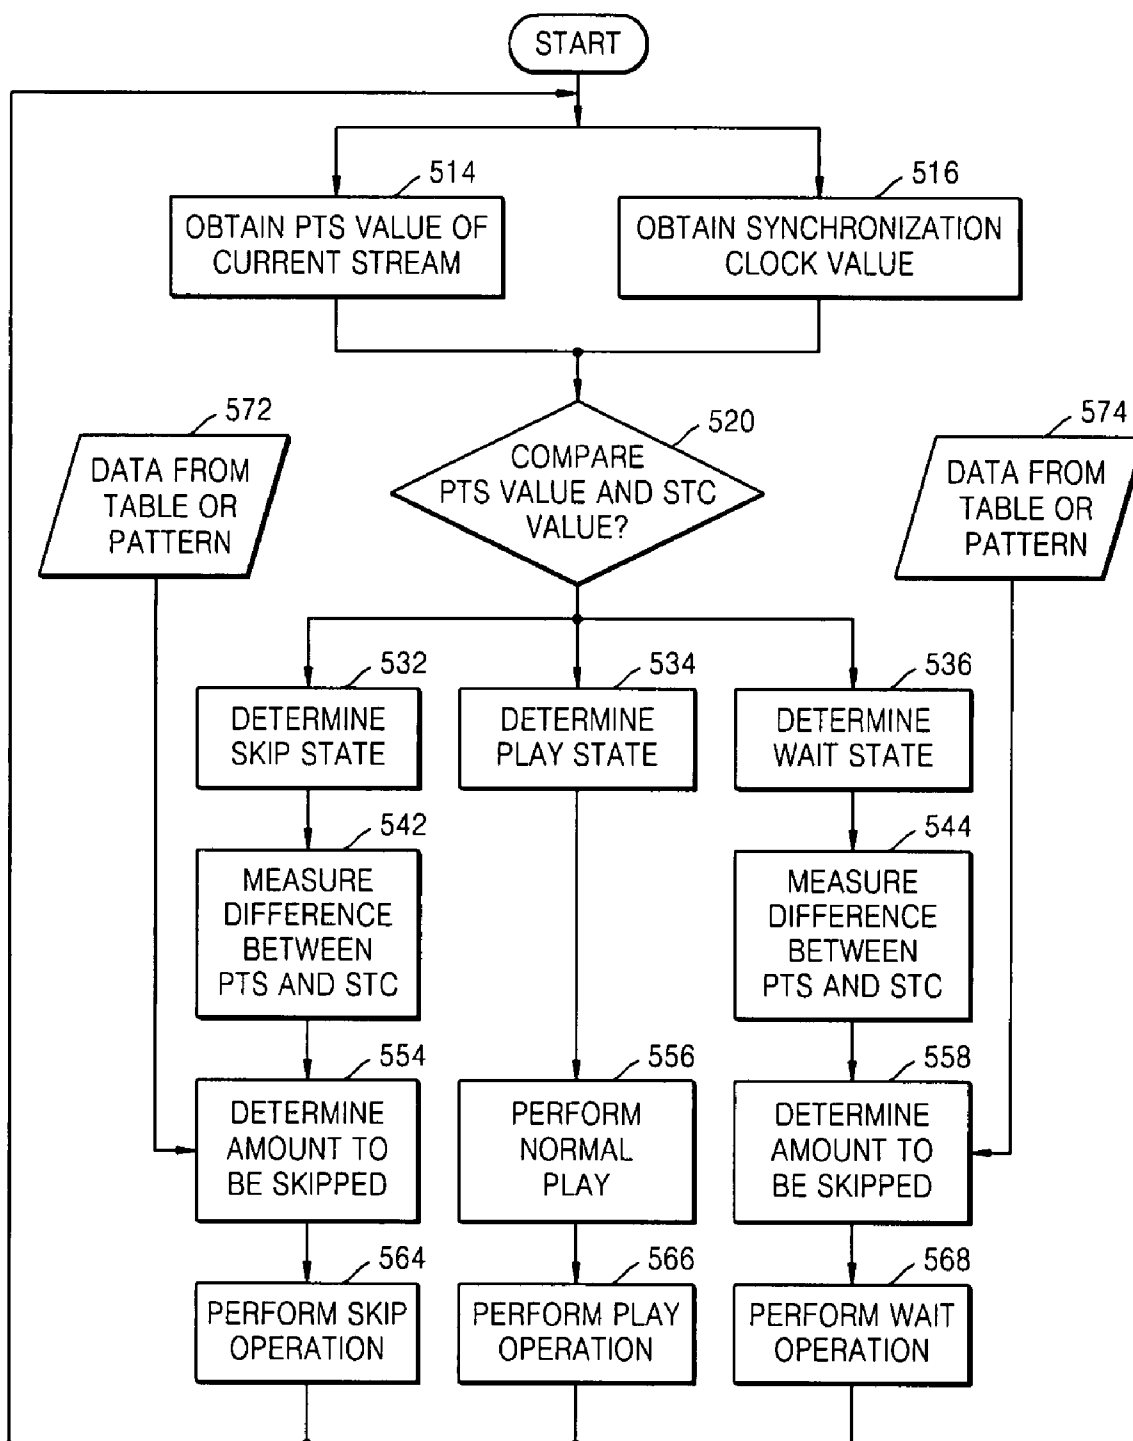 START
514
516
OBTAIN PTS VALUE OF
CURRENT STREAM
OBTAIN SYNCHRONIZATION
CLOCK VALUE
572
520
574
DATA FROM
TABLE OR
PATTERN
COMPARE
PTS VALUE AND STC
VALUE?
DATA FROM
TABLE OR
PATTERN
532
534
536
DETERMINE
SKIP STATE
DETERMINE
PLAY STATE
DETERMINE
WAIT STATE
542
544
MEASURE
DIFFERENCE
BETWEEN
PTS AND STC
MEASURE
DIFFERENCE
BETWEEN
PTS AND STC
554
556
558
DETERMINE
AMOUNT TO
BE SKIPPED
PERFORM
NORMAL
PLAY
DETERMINE
AMOUNT TO
BE SKIPPED
564
566
568
PERFORM SKIP
OPERATION
PERFORM PLAY
OPERATION
PERFORM WAIT
OPERATION